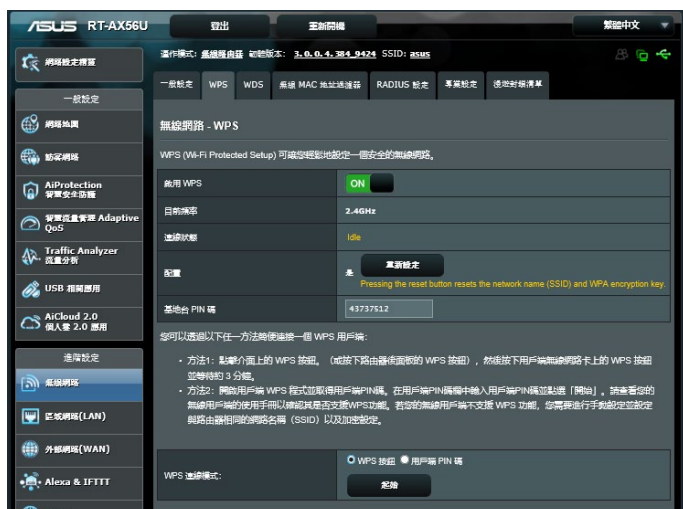 ASUS RT-AX56U 登出 重新開機 繁體中文
運作模式: 無線路由器 韌體版本: 3.0.0.4.384_9424 SSID: asus
網路設定精靈
一般設定 WPS WDS 無線 MAC 地址過濾器 RADIUS 設定 專業設定 漫遊封鎖清單
一般設定
網路地圖
訪客網路
AiProtection
智慧安全防護
智慧流量管理 Adaptive
QoS
Traffic Analyzer
流量分析
USB 相關應用
AiCloud 2.0
個人雲 2.0 應用
進階設定
無線網路
區域網路(LAN)
外部網路(WAN)
Alexa & IFTTT
無線網路 - WPS
WPS (Wi-Fi Protected Setup) 可讓您輕鬆地設定一個安全的無線網路。
啟用 WPS ON
目前頻率 2.4GHz
連線狀態 Idle
配置 是 重新設定
Pressing the reset button resets the network name (SSID) and WPA encryption key.
基地台 PIN 碼 43737512
您可以透過以下任一方法簡便連接一個 WPS 用戶端:
• 方法1: 點擊介面上的 WPS 按鈕。(或按下路由器後面板的 WPS 按鈕), 然後按下用戶端無線網路卡上的 WPS 按鈕
並等待約 3 分鐘。
• 方法2: 開啟用戶端 WPS 程式並取得用戶端PIN碼。在用戶端PIN碼欄中輸入用戶端PIN碼並點選「開始」。請查看您的
無線用戶端的使用手冊以確認其是否支援WPS功能。若您的無線用戶端不支援 WPS 功能, 您需要進行手動設定並設定
與路由器相同的網路名稱 (SSID) 以及加密設定。
WPS 連線模式: WPS 按鈕 用戶端 PIN 碼
起始